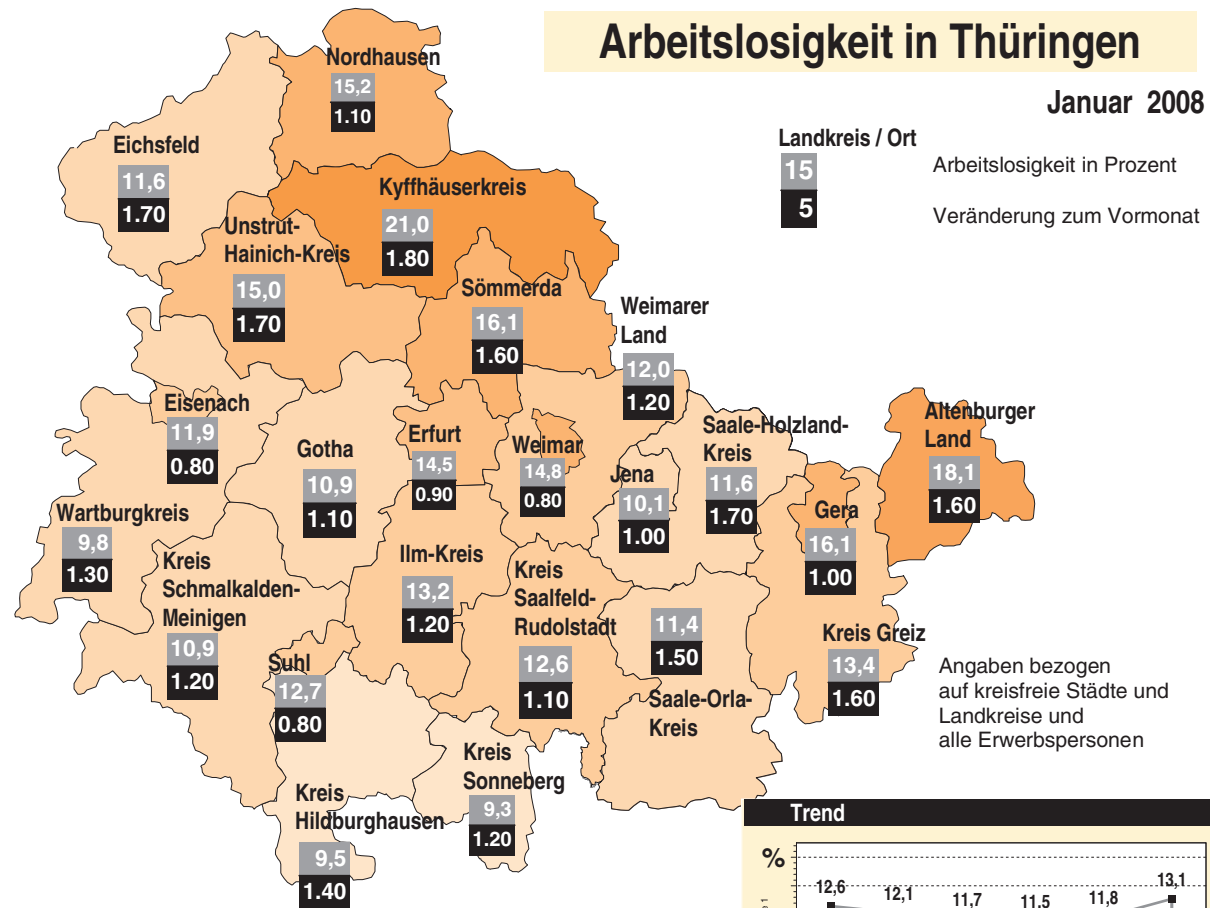 Arbeitslosigkeit in Thüringen
Januar 2008
Landkreis / Ort
15
Arbeitslosigkeit in Prozent
5
Veränderung zum Vormonat
Nordhausen
15,2
1.10
Eichsfeld
11,6
1.70
Kyffhäuserkreis
21,0
1.80
Unstrut-
Hainich-Kreis
15,0
1.70
Sömmerda
16,1
1.60
Weimarer
Land
12,0
1.20
Eisenach
11,9
0.80
Gotha
10,9
1.10
Erfurt
14,5
0.90
Weimar
14,8
0.80
Jena
10,1
1.00
Saale-Holzland-
Kreis
11,6
1.70
Altenburger
Land
18,1
1.60
Gera
16,1
1.00
Wartburgkreis
9,8
1.30
Kreis
Schmalkalden-
Meinigen
10,9
1.20
Ilm-Kreis
13,2
1.20
Kreis
Saalfeld-
Rudolstadt
12,6
1.10
11,4
1.50
Saale-Orla-
Kreis
Kreis Greiz
13,4
1.60
Suhl
12,7
0.80
Kreis
Hildburghausen
9,5
1.40
Kreis
Sonneberg
9,3
1.20
Angaben bezogen
auf kreisfreie Städte und
Landkreise und
alle Erwerbspersonen
Trend
%
12,6
12,1
11,7
11,5
11,8
13,1